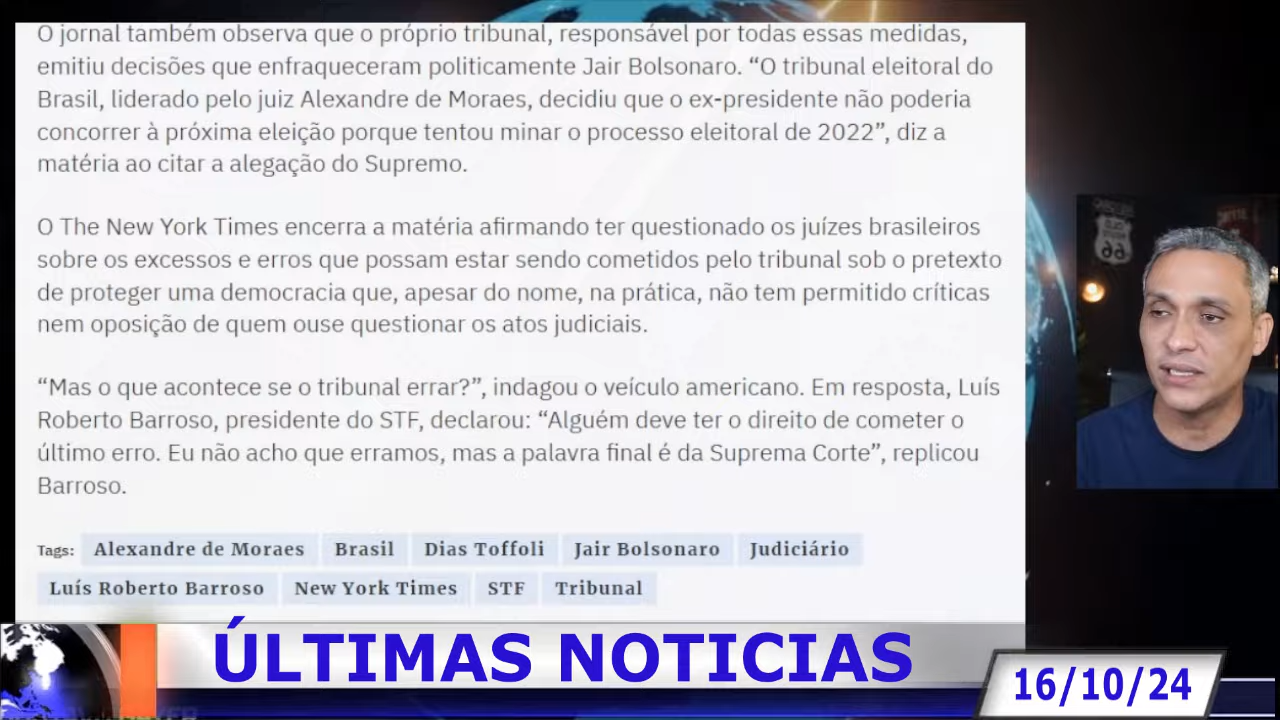 O jornal também observa que o próprio tribunal, responsável por todas essas medidas,
emitiu decisões que enfraqueceram politicamente Jair Bolsonaro. “O tribunal eleitoral do
Brasil, liderado pelo juiz Alexandre de Moraes, decidiu que o ex-presidente não poderia
concorrer à próxima eleição porque tentou minar o processo eleitoral de 2022”, diz a
matéria ao citar a alegação do Supremo.
O The New York Times encerra a matéria afirmando ter questionado os juízes brasileiros
sobre os excessos e erros que possam estar sendo cometidos pelo tribunal sob o pretexto
de proteger uma democracia que, apesar do nome, na prática, não tem permitido críticas
nem oposição de quem ouse questionar os atos judiciais.
“Mas o que acontece se o tribunal errar?”, indagou o veículo americano. Em resposta, Luís
Roberto Barroso, presidente do STF, declarou: “Alguém deve ter o direito de cometer o
último erro. Eu não acho que erramos, mas a palavra final é da Suprema Corte”, replicou
Barroso.
Tags: Alexandre de Moraes Brasil Dias Toffoli Jair Bolsonaro Judiciário
Luís Roberto Barroso New York Times STF Tribunal
66
ÚLTIMAS NOTICIAS
16/10/24